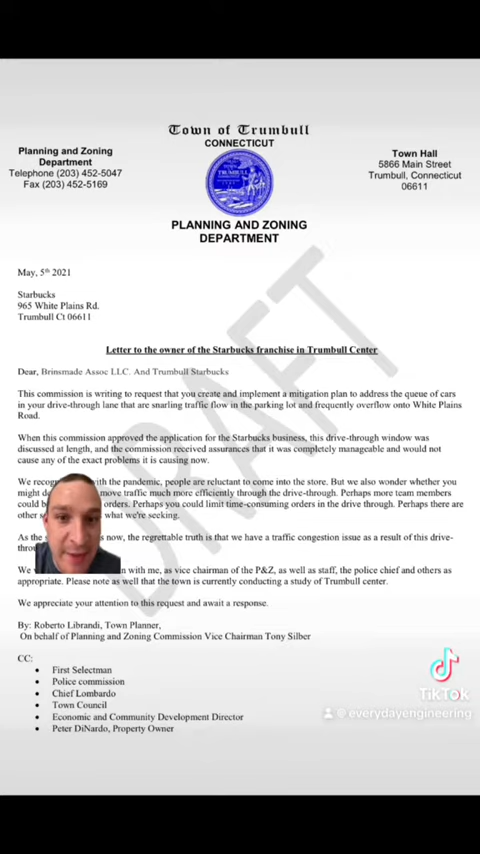 Town of Trumbull
CONNECTICUT
Planning and Zoning
Department
Telephone (203) 452-5047
Fax (203) 452-5169
Town Hall
5866 Main Street
Trumbull, Connecticut
06611
TRUMBULL
PLANNING AND ZONING
DEPARTMENT
May, 5th 2021
Starbucks
965 White Plains Rd.
Trumbull Ct 06611
Letter to the owner of the Starbucks franchise in Trumbull Center
Dear, Brinsmade Assoc LLC. And Trumbull Starbucks
This commission is writing to request that you create and implement a mitigation plan to address the queue of cars
in your drive-through lane that are snarling traffic flow in the parking lot and frequently overflow onto White Plains
Road.
When this commission approved the application for the Starbucks business, this drive-through window was
discussed at length, and the commission received assurances that it was completely manageable and would not
cause any of the exact problems it is causing now.
We with the pandemic, people are reluctant to come into the store. But we also wonder whether you
might move traffic much more efficiently through the drive-through. Perhaps more team members
could orders. Perhaps you could limit time-consuming orders in the drive through. Perhaps there are
other what we're seeking.
As the now, the regrettable truth is that we have a traffic congestion issue as a result of this drive-
We with me, as vice chairman of the P&Z, as well as staff, the police chief and others as
appropriate. Please note as well that the town is currently conducting a study of Trumbull center.
We appreciate your attention to this request and await a response.
By: Roberto Librandi, Town Planner,
On behalf of Planning and Zoning Commission Vice Chairman Tony Silber
CC:
• First Selectman
• Police commission
• Chief Lombardo
• Town Council
• Economic and Community Development Director
• Peter DiNardo, Property Owner
DRAFT
TikTok
@everydayengineering